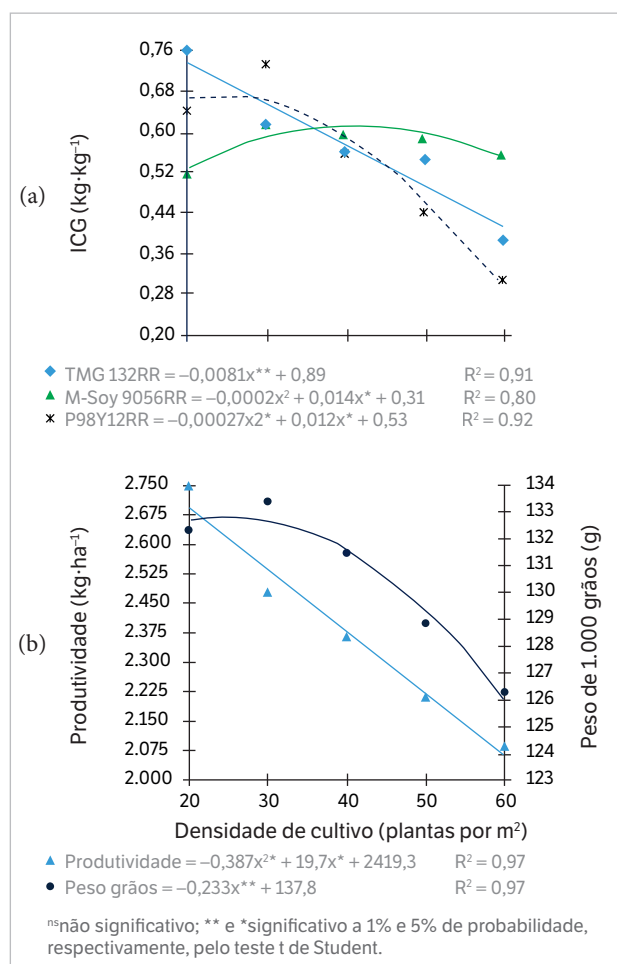 (a)
ICG (kg·kg⁻¹)
0,76
0,68
0,60
0,52
0,44
0,36
0,28
0,20
TMG 132RR = −0,0081x** + 0,89 R² = 0,91
M-Soy 9056RR = −0,0002x² + 0,014x* + 0,31 R² = 0,80
P98Y12RR = −0,00027x2* + 0,012x* + 0,53 R² = 0.92
(b)
Produtividade (kg·ha⁻¹)
2.750
2.675
2.600
2.525
2.450
2.375
2.300
2.225
2.150
2.075
2.000
134
133
132
131
130
129
128
127
126
125
124
123
Peso de 1.000 grãos (g)
20 30 40 50 60
Densidade de cultivo (plantas por m²)
Produtividade = −0,387x²* + 19,7x* + 2419,3 R² = 0,97
Peso grãos = −0,233x** + 137,8 R² = 0,97
ⁿˢnão significativo; ** e *significativo a 1% e 5% de probabilidade,
respectivamente, pelo teste t de Student.